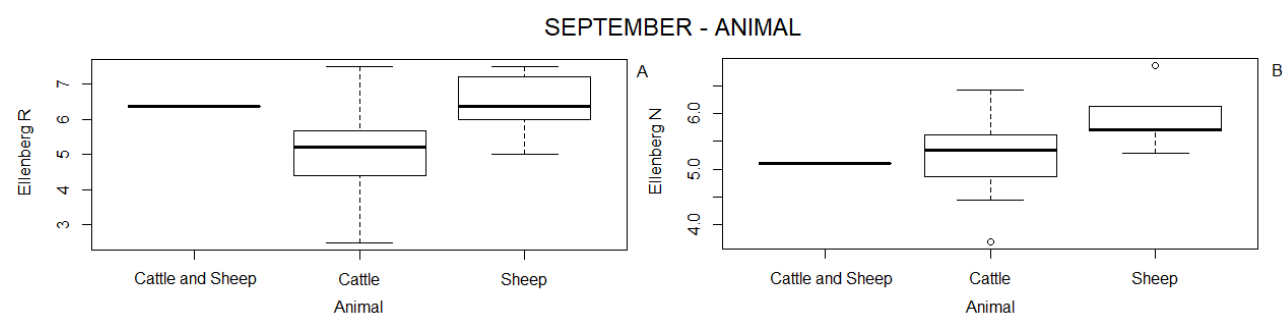 SEPTEMBER - ANIMAL
A
Ellenberg R
7
6
5
4
3
Cattle and Sheep
Cattle
Sheep
Animal
B
Ellenberg N
6.0
5.0
4.0
Cattle and Sheep
Cattle
Sheep
Animal